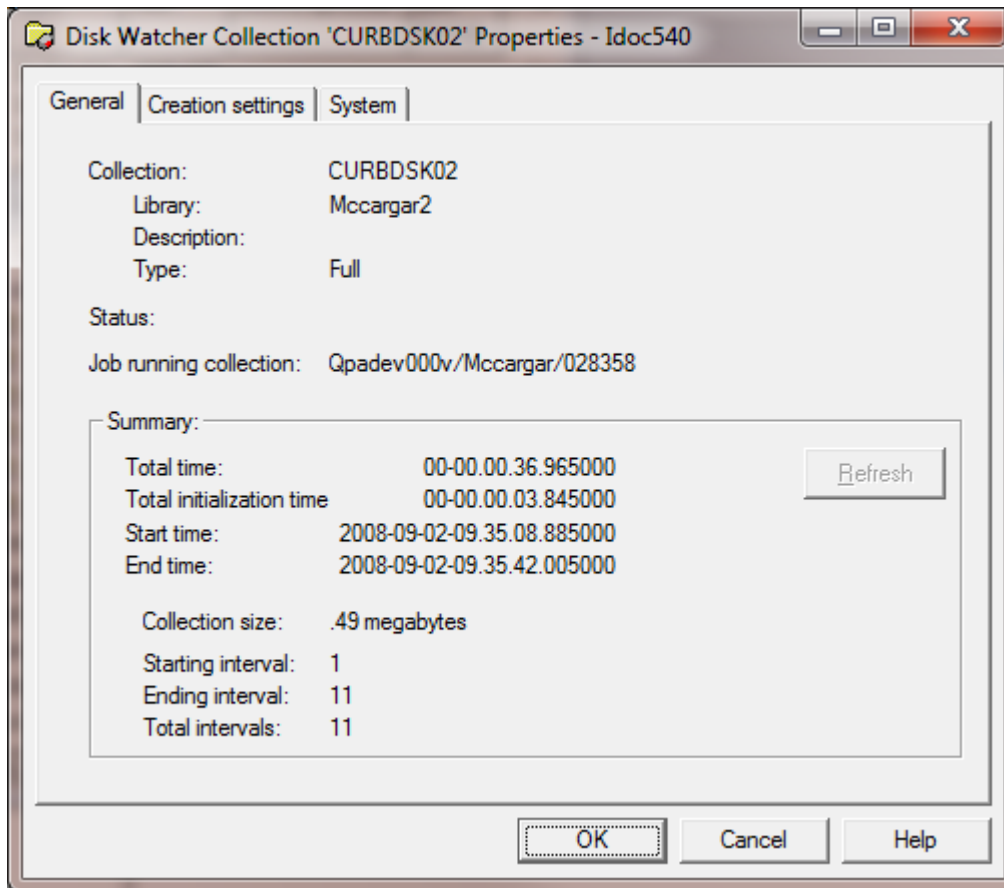 Disk Watcher Collection 'CURBDSK02' Properties - Idoc540
General Creation settings System
Collection: CURBDSK02
Library: Mccargar2
Description:
Type: Full
Status:
Job running collection: Qpadev000v/Mccargar/028358
Summary:
Total time: 00-00.00.36.965000
Refresh
Total initialization time 00-00.00.03.845000
Start time: 2008-09-02-09.35.08.885000
End time: 2008-09-02-09.35.42.005000
Collection size: .49 megabytes
Starting interval: 1
Ending interval: 11
Total intervals: 11
OK Cancel Help